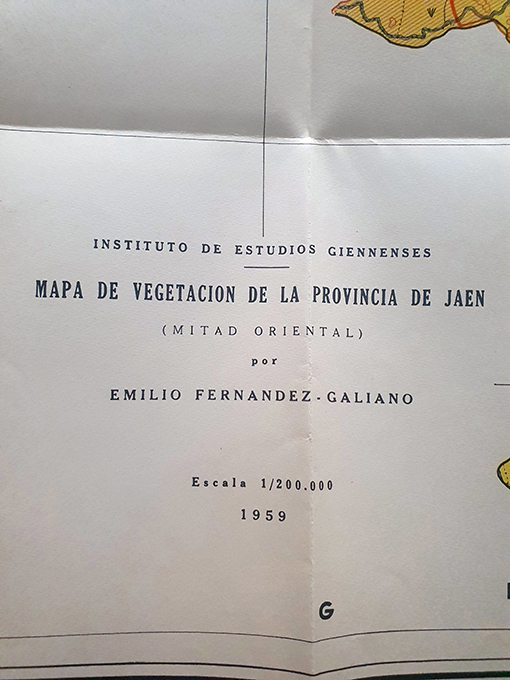 INSTITUTO DE ESTUDIOS GIENNENSES
MAPA DE VEGETACION DE LA PROVINCIA DE JAEN
(MITAD ORIENTAL)
por
EMILIO FERNANDEZ-GALIANO
Escala 1/200.000
1959
G